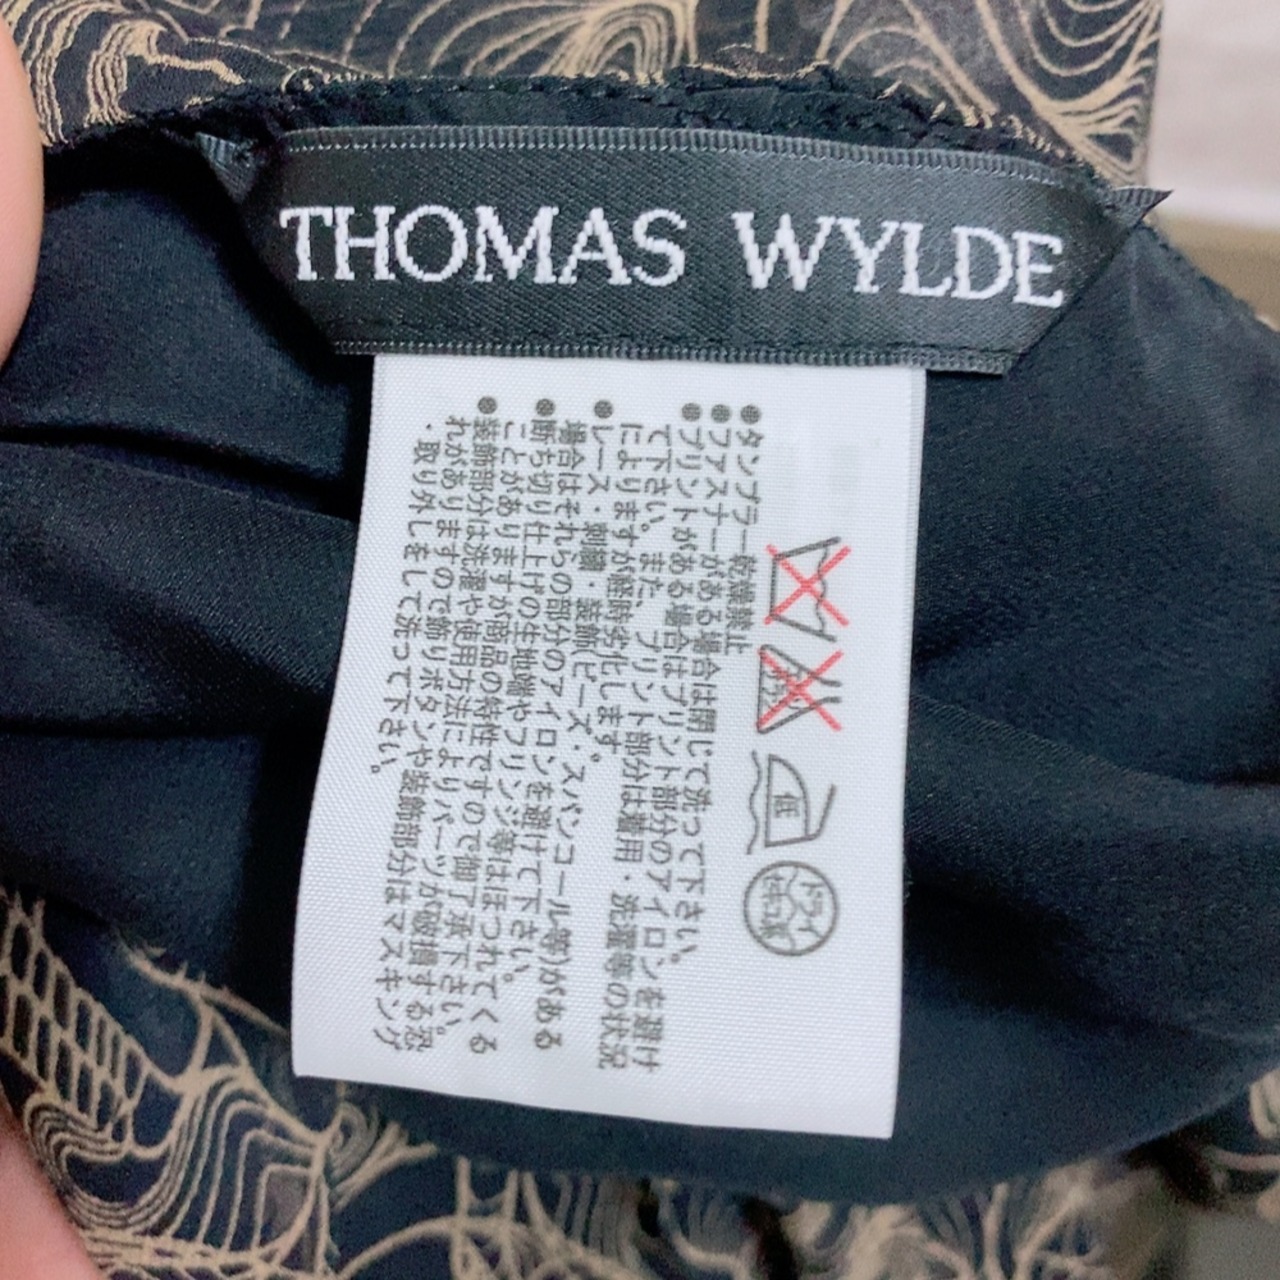 THOMAS WYLDE
低
ドライ
セキユ系
●タンブラー乾燥禁止
●ファスナーがある場合は閉じて洗って下さい。
●プリントがある場合はプリント部分のアイロンを避け
て下さい。また、プリント部分は着用・洗濯等の状況
によりますが経時劣化します。
●レース・刺繍・装飾(ビーズ・スパンコール等)がある
場合はそれらの部分のアイロンを避けて下さい。
●断ち切り仕上げの生地端やフリンジ等はほつれてくる
ことがありますが商品の特性ですので御了承下さい。
●装飾部分は洗濯や使用方法によりパーツが破損する恐
れがありますので飾りボタンや装飾部分はマスキング
・取り外しをして洗って下さい。